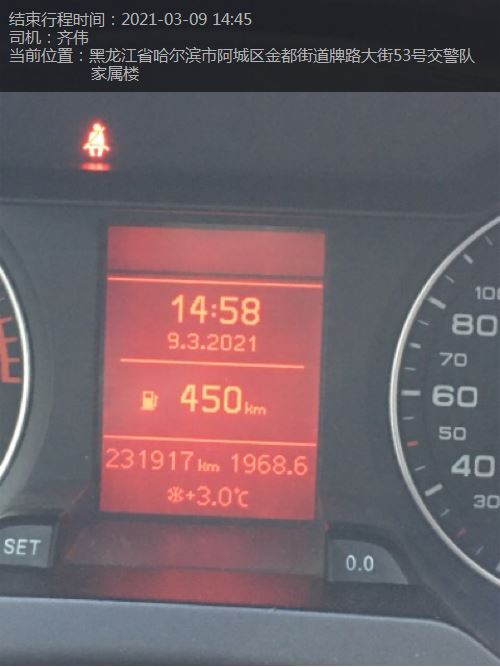 结束行程时间：2021-03-09 14:45
司机：齐伟
当前位置：黑龙江省哈尔滨市阿城区金都街道牌路大街53号交警队
家属楼
14:58
9.3.2021
450km
231917km 1968.6
+3.0℃
100
80
70
60
50
40
30
SET
0.0